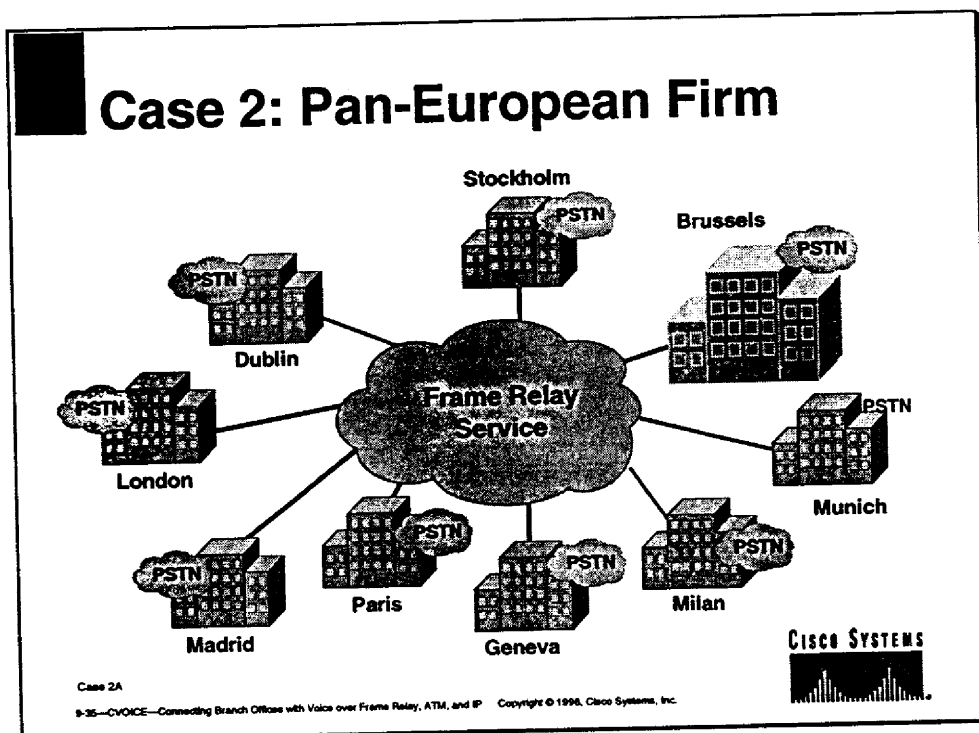 Case 2: Pan-European Firm
Stockholm
PSTN
Brussels
PSTN
PSTN
Dublin
Frame Relay
Service
PSTN
London
PSTN
Munich
PSTN
Madrid
PSTN
Paris
PSTN
Geneva
PSTN
Milan
CISCO SYSTEMS
Case 2A
9-35—CVOICE—Connecting Branch Offices with Voice over Frame Relay, ATM, and IP Copyright © 1998, Cisco Systems, Inc.